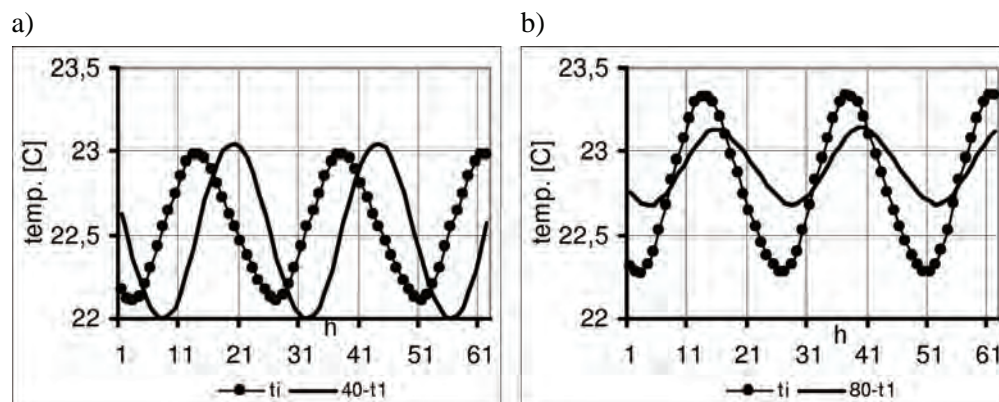 a)
23,5
23
22,5
22
temp. [C]
h
1 11 21 31 41 51 61
ti 40-t1
b)
23,5
23
22,5
22
temp. [C]
h
1 11 21 31 41 51 61
ti 80-t1